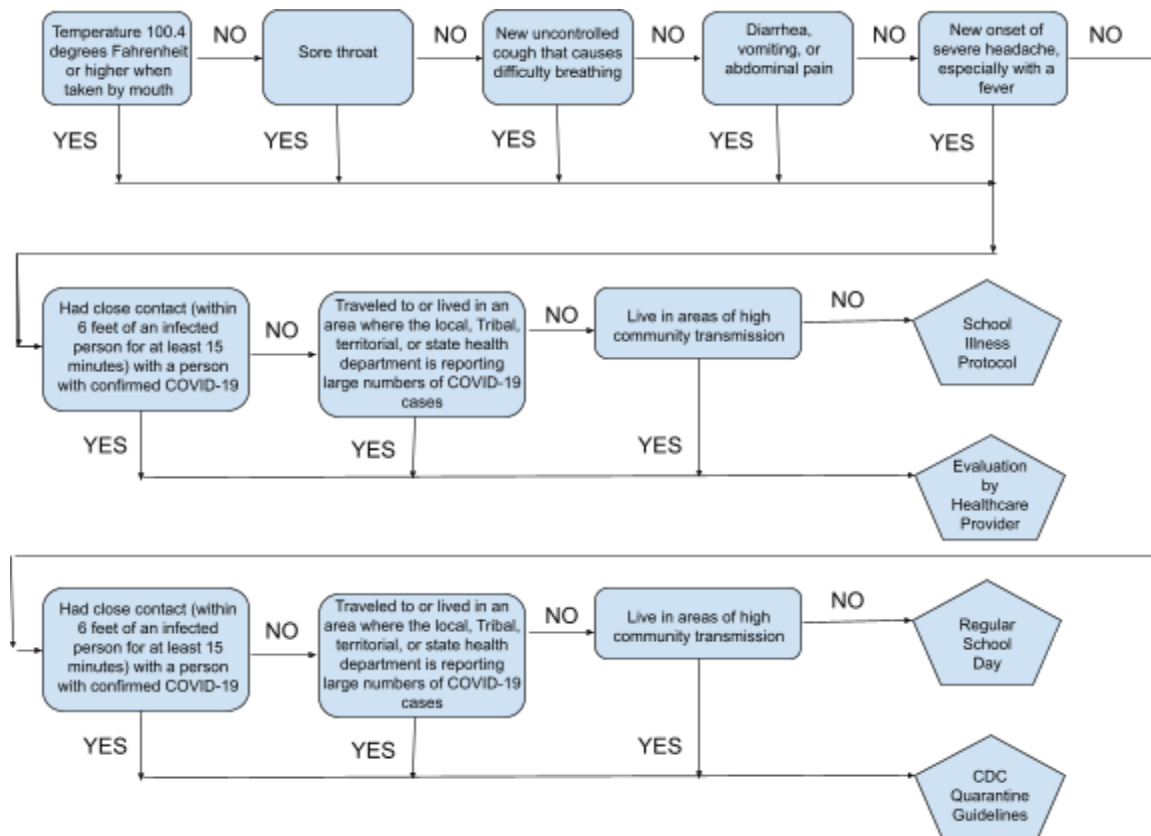 Temperature 100.4
degrees Fahrenheit
or higher when
taken by mouth
NO
Sore throat
NO
New uncontrolled
cough that causes
difficulty breathing
NO
Diarrhea,
vomiting, or
abdominal pain
NO
New onset of
severe headache,
especially with a
fever
NO
YES
YES
YES
YES
YES
Had close contact (within
6 feet of an infected
person for at least 15
minutes) with a person
with confirmed COVID-19
NO
Traveled to or lived in an
area where the local, Tribal,
territorial, or state health
department is reporting
large numbers of COVID-19
cases
NO
Live in areas of high
community transmission
NO
School
Illness
Protocol
YES
YES
YES
Evaluation
by
Healthcare
Provider
Had close contact (within
6 feet of an infected
person for at least 15
minutes) with a person
with confirmed COVID-19
NO
Traveled to or lived in an
area where the local, Tribal,
territorial, or state health
department is reporting
large numbers of COVID-19
cases
NO
Live in areas of high
community transmission
NO
Regular
School
Day
YES
YES
YES
CDC
Quarantine
Guidelines